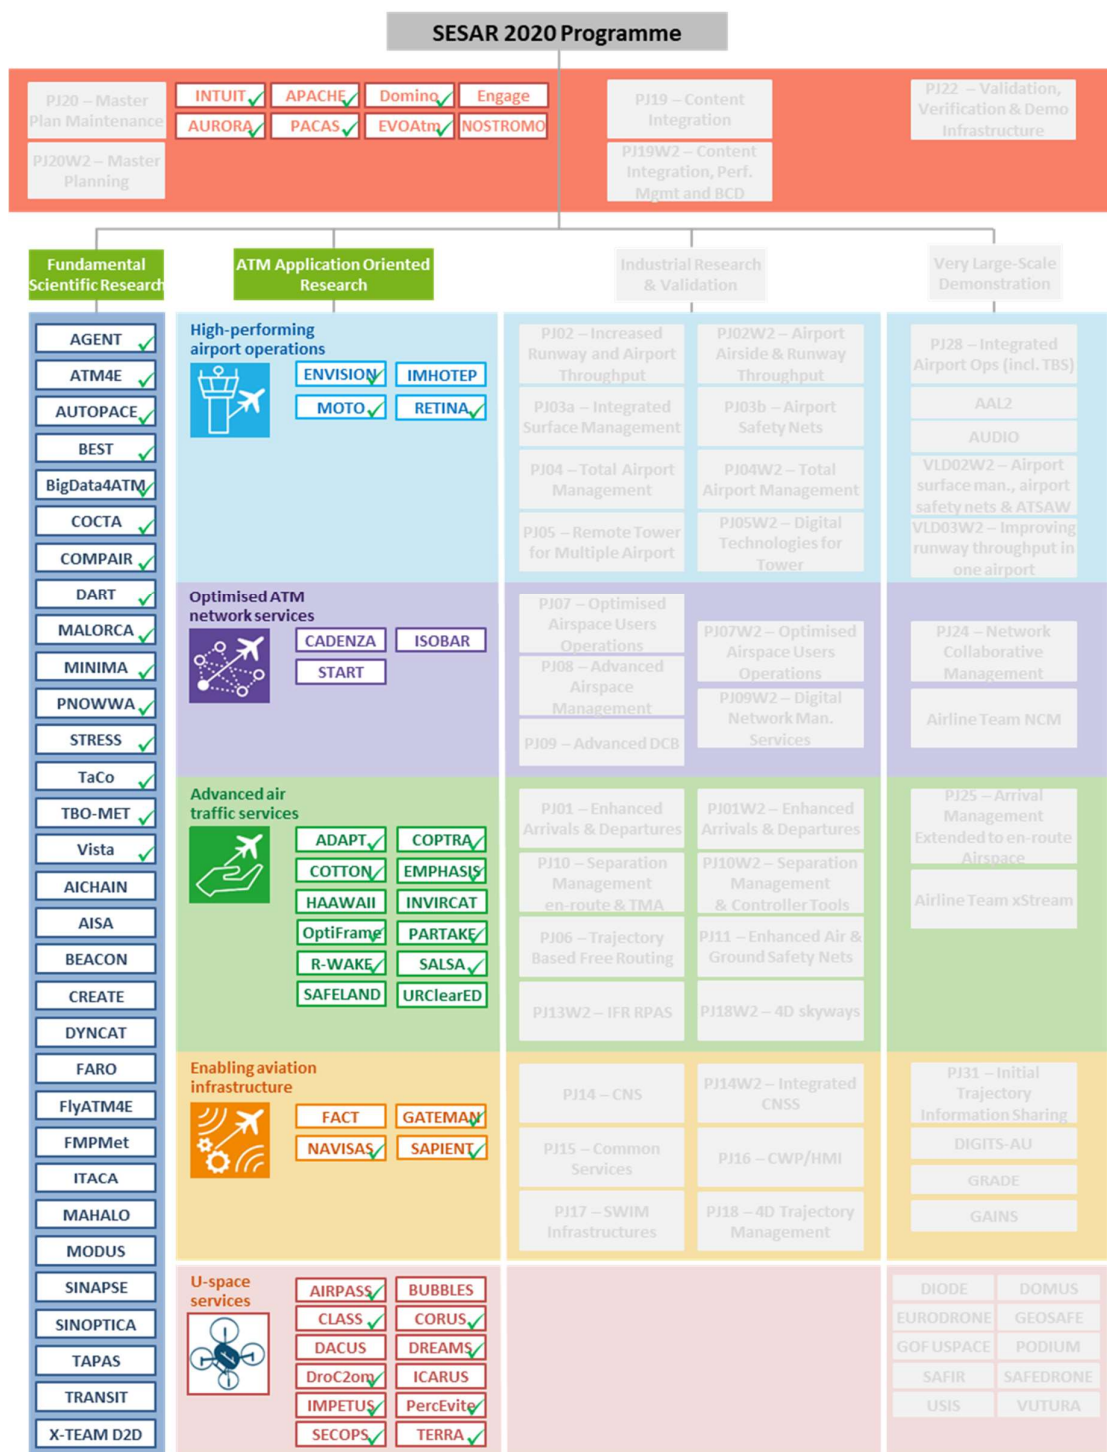 SESAR 2020 Programme
PJ20 – Master
Plan Maintenance
PJ20W2 – Master
Planning
INTUIT
APACHE
Domino
Engage
AURORA
PACAS
EVOAtm
NOSTROMO
PJ19 – Content
Integration
PJ19W2 – Content
Integration, Perf.
Mgmt and BCD
PJ22 – Validation,
Verification & Demo
Infrastructure
Fundamental
Scientific Research
ATM Application Oriented
Research
Industrial Research
& Validation
Very Large-Scale
Demonstration
AGENT
ATM4E
AUTOPACE
BEST
BigData4ATM
COCTA
COMPAIR
DART
MALORCA
MINIMA
PNOWWA
STRESS
TaCo
TBO-MET
Vista
AICHAIN
AISA
BEACON
CREATE
DYNCAT
FARO
FlyATM4E
FMPMet
ITACA
MAHALO
MODUS
SINAPSE
SINOPTICA
TAPAS
TRANSIT
X-TEAM D2D
High-performing
airport operations
ENVISION
IMHOTEP
MOTO
RETINA
PJ02 – Increased
Runway and Airport
Throughput
PJ02W2 – Airport
Airside & Runway
Throughput
PJ03a – Integrated
Surface Management
PJ03b – Airport
Safety Nets
PJ04 – Total Airport
Management
PJ04W2 – Total
Airport Management
PJ05 – Remote Tower
for Multiple Airport
PJ05W2 – Digital
Technologies for
Tower
PJ28 – Integrated
Airport Ops (incl. TBS)
AAL2
AUDIO
VLD02W2 – Airport
surface man., airport
safety nets & ATSAW
VLD03W2 – Improving
runway throughput in
one airport
Optimised ATM
network services
CADENZA
ISOBAR
START
PJ07 – Optimised
Airspace Users
Operations
PJ07W2 – Optimised
Airspace Users
Operations
PJ08 – Advanced
Airspace
Management
PJ09W2 – Digital
Network Man.
Services
PJ09 – Advanced DCB
PJ24 – Network
Collaborative
Management
Airline Team NCM
Advanced air
traffic services
ADAPT
COPTRA
COTTON
EMPHASIS
HAAWAII
INVIRCAT
OptiFrame
PARTAKE
R-WAKE
SALSA
SAFELAND
URClearED
PJ01 – Enhanced
Arrivals & Departures
PJ01W2 – Enhanced
Arrivals & Departures
PJ10 – Separation
Management
en-route & TMA
PJ10W2 – Separation
Management
& Controller Tools
PJ06 – Trajectory
Based Free Routing
PJ11 – Enhanced Air &
Ground Safety Nets
PJ13W2 – IFR RPAS
PJ18W2 – 4D skyways
PJ25 – Arrival
Management
Extended to en-route
Airspace
Airline Team xStream
Enabling aviation
infrastructure
FACT
GATEMAN
NAVISAS
SAPIENT
PJ14 – CNS
PJ14W2 – Integrated
CNSS
PJ15 – Common
Services
PJ16 – CWP/HMI
PJ17 – SWIM
Infrastructures
PJ18 – 4D Trajectory
Management
PJ31 – Initial
Trajectory
Information Sharing
DIGITS-AU
GRADE
GAINS
U-space
services
AIRPASS
BUBBLES
CLASS
CORUS
DACUS
DREAMS
DroC2om
ICARUS
IMPETUS
PercEvite
SECOPS
TERRA
DIODE
DOMUS
EURODRONE
GEOSAFE
GOF USPACE
PODIUM
SAFIR
SAFEDRONE
USIS
VUTURA